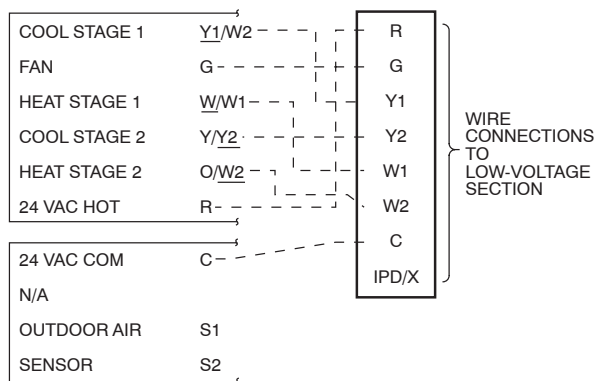 COOL STAGE 1 Y1/W2 R
FAN G G
HEAT STAGE 1 W/W1 Y1
COOL STAGE 2 Y/Y2 Y2
HEAT STAGE 2 O/W2 W1
24 VAC HOT R W2
24 VAC COM C C
N/A IPD/X
OUTDOOR AIR S1
SENSOR S2
WIRE
CONNECTIONS
TO
LOW-VOLTAGE
SECTION